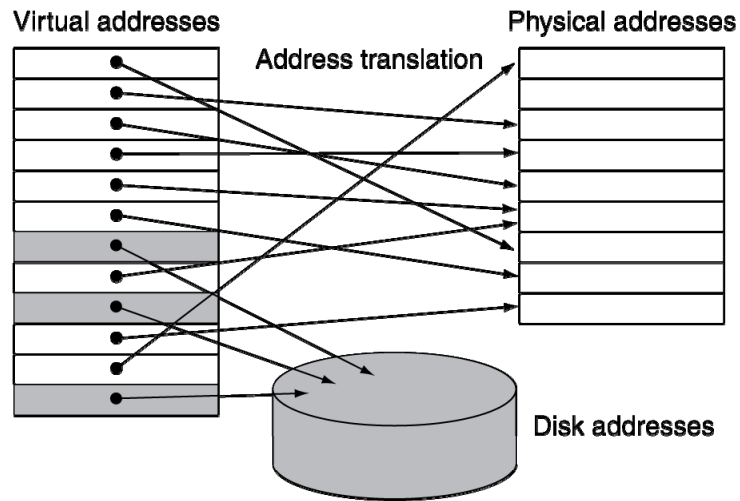 Virtual addresses
Physical addresses
Address translation
Disk addresses